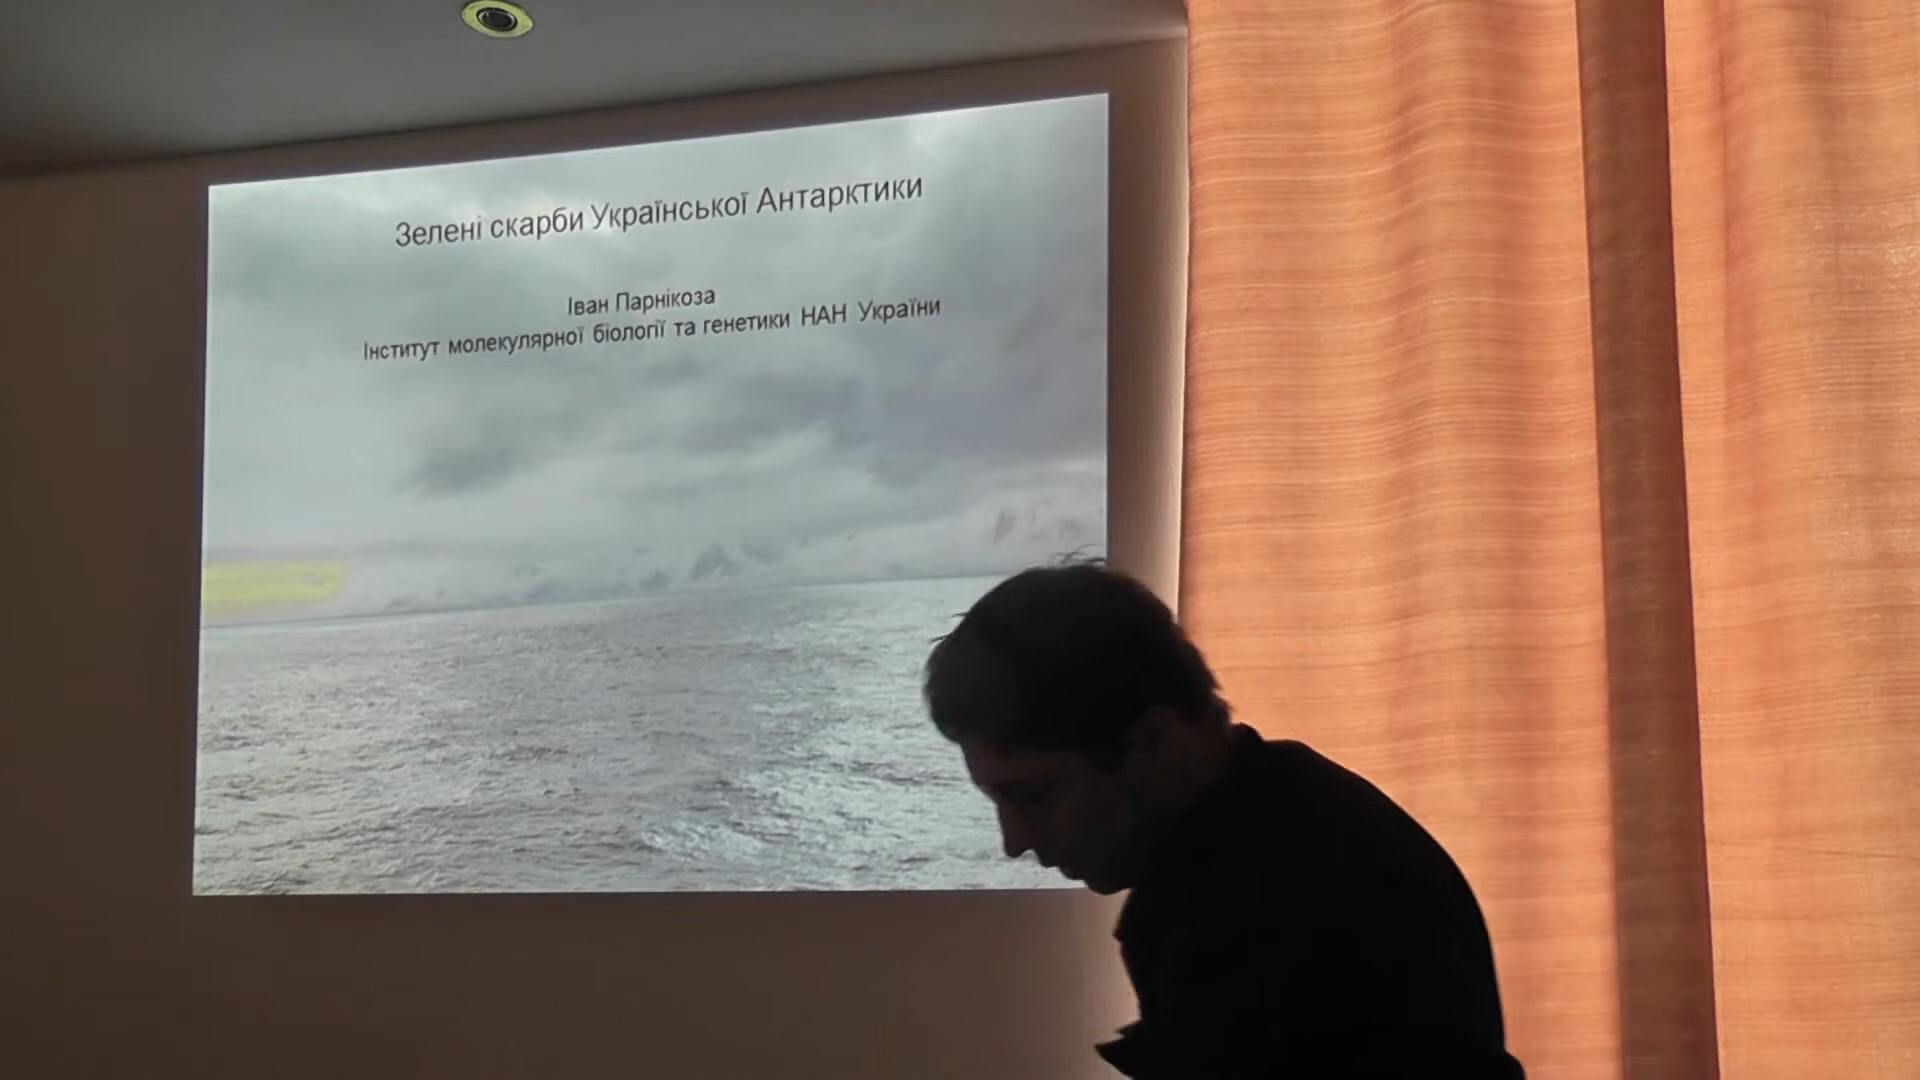 Зелені скарби Української Антарктики
Іван Парнікоза
Інститут молекулярної біології та генетики НАН України